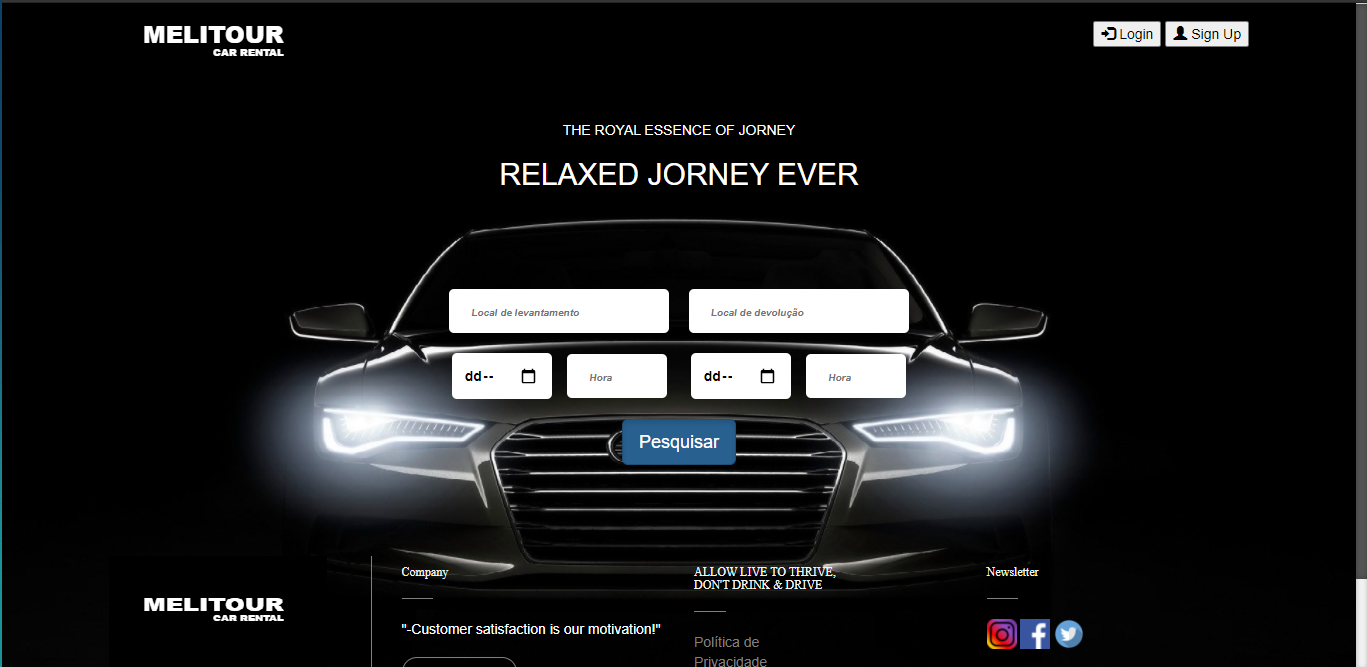 MELITOUR
CAR RENTAL
Login
Sign Up
THE ROYAL ESSENCE OF JORNEY
RELAXED JORNEY EVER
Local de levantamento
Local de devolução
dd--
Hora
dd--
Hora
Pesquisar
MELITOUR
CAR RENTAL
Company
"-Customer satisfaction is our motivation!"
ALLOW LIVE TO THRIVE,
DON'T DRINK & DRIVE
Política de
Privacidade
Newsletter